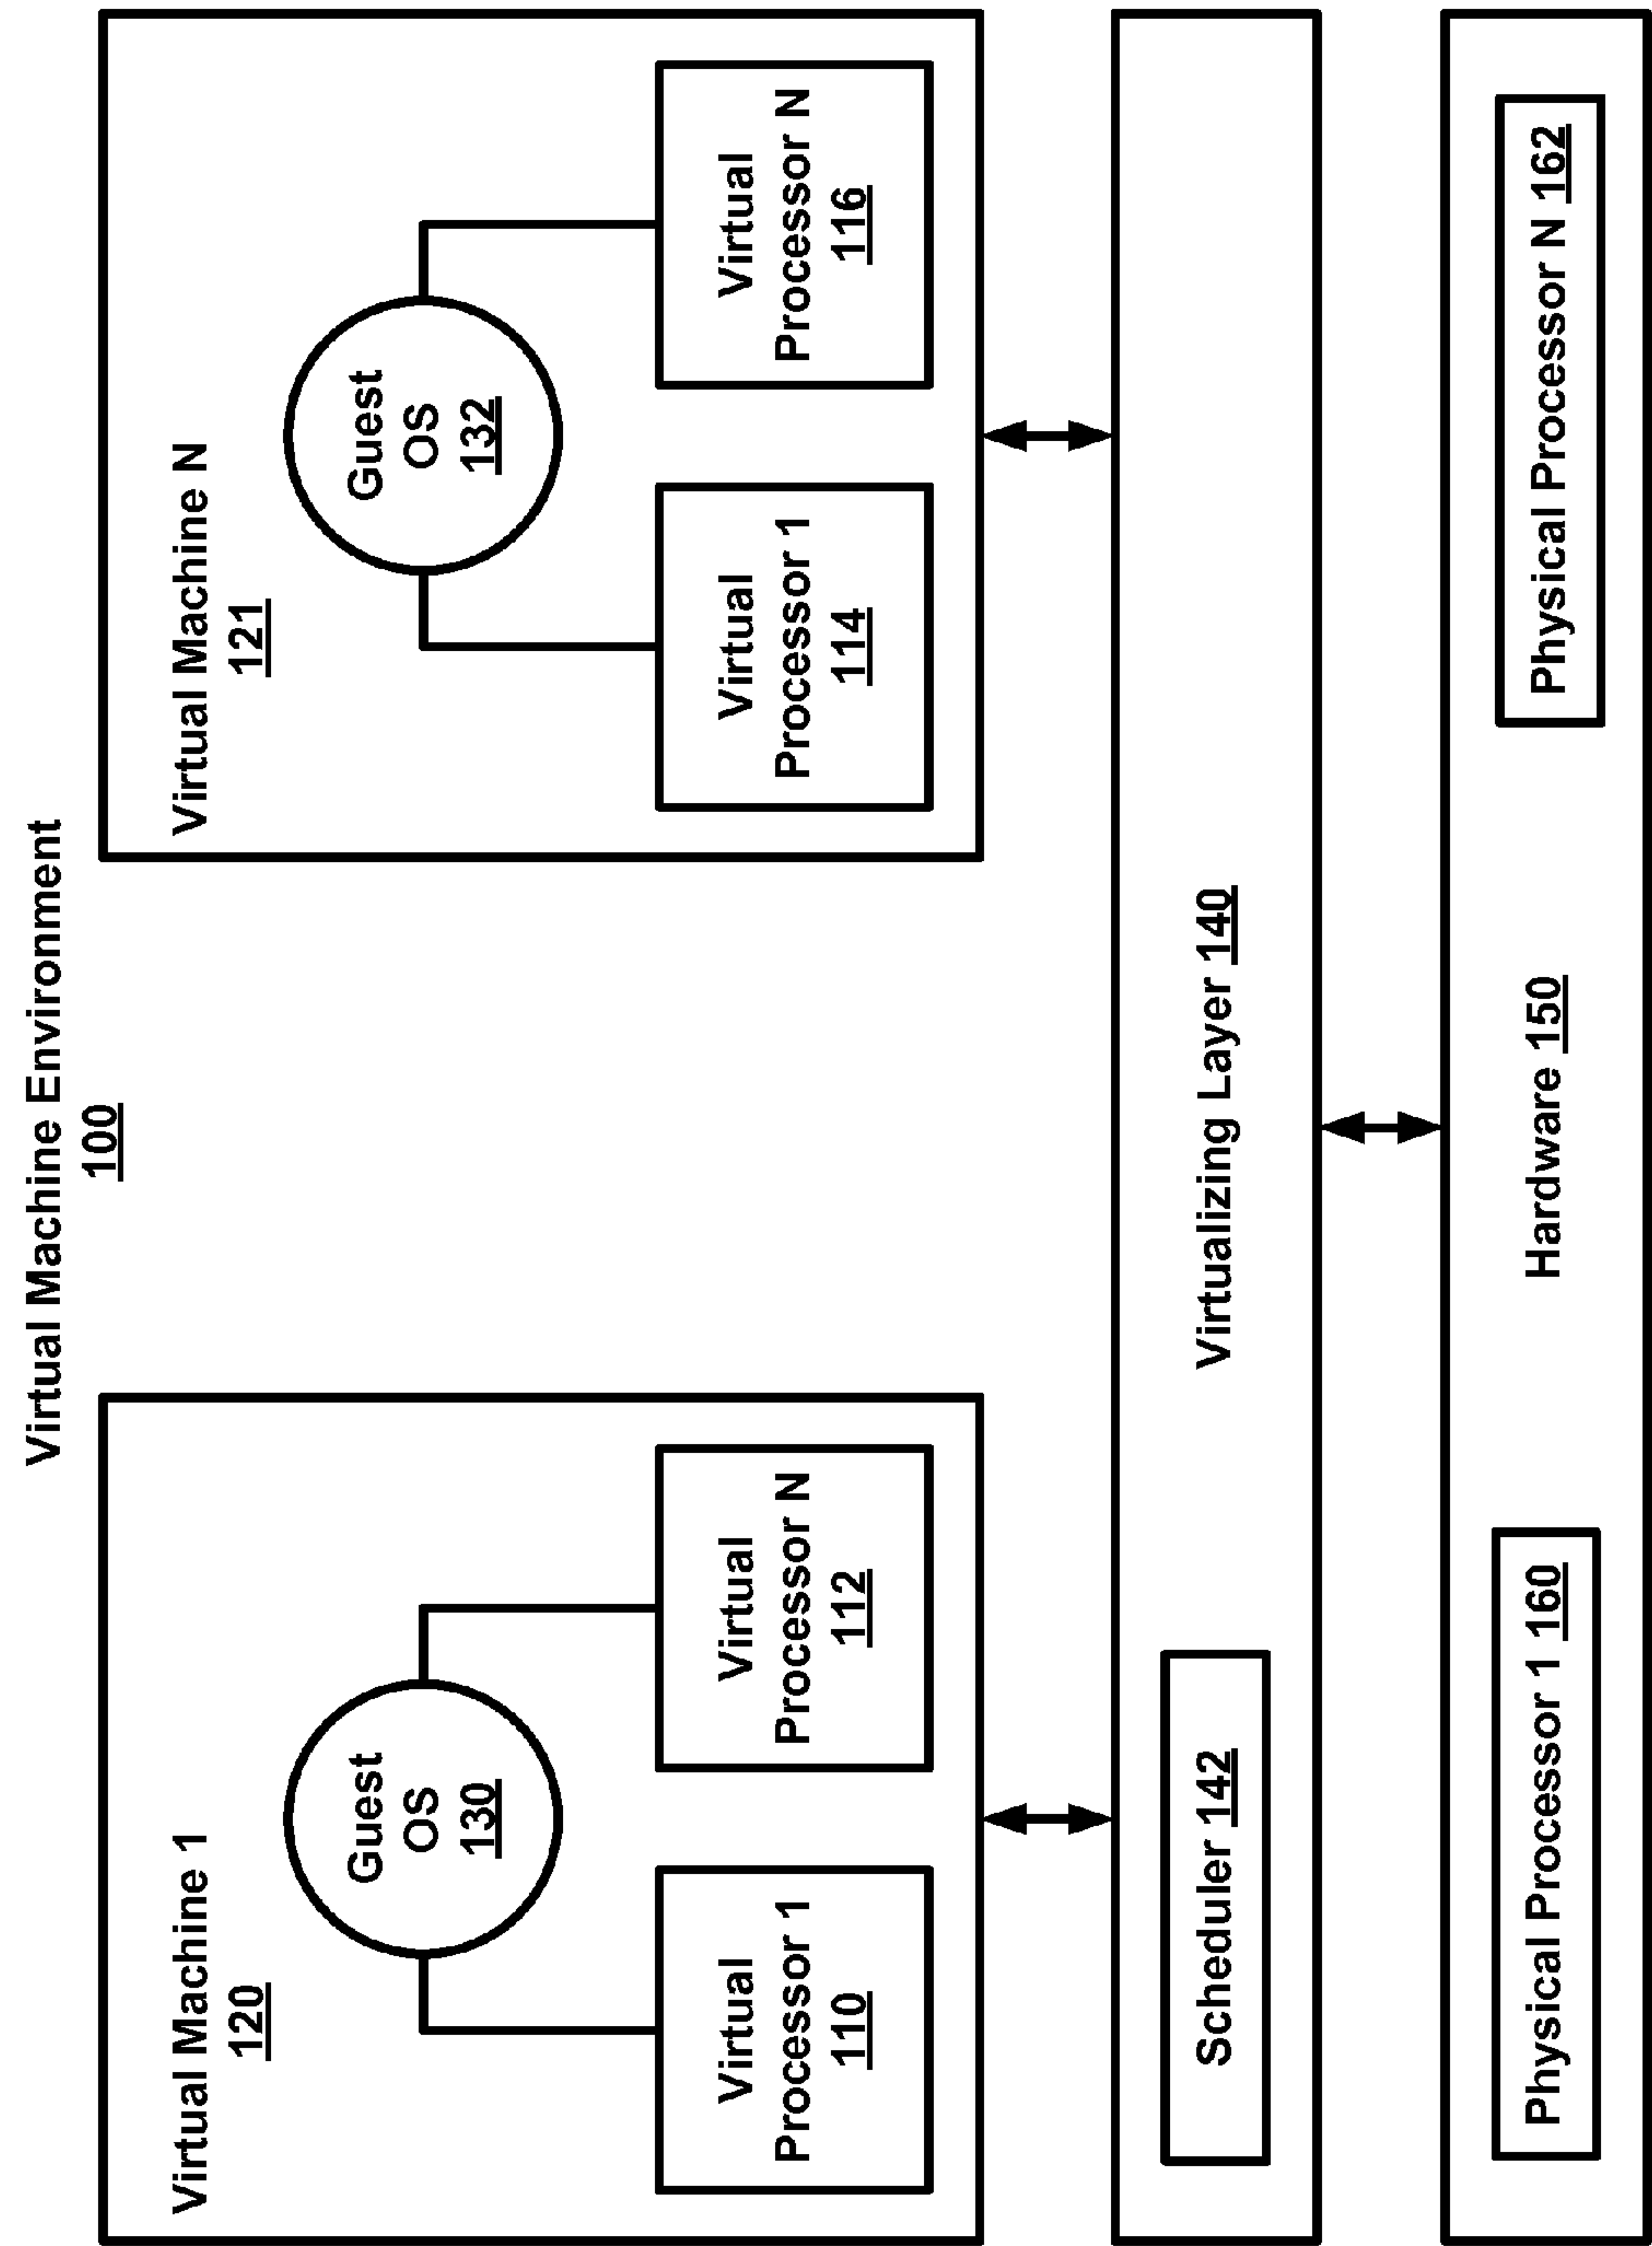 Virtual Machine Environment
100
Virtual Machine 1
120
Guest
OS
130
Virtual
Processor 1
110
Virtual
Processor N
112
Virtual Machine N
121
Guest
OS
132
Virtual
Processor 1
114
Virtual
Processor N
116
Scheduler 142
Virtualizing Layer 140
Physical Processor 1 160
Hardware 150
Physical Processor N 162